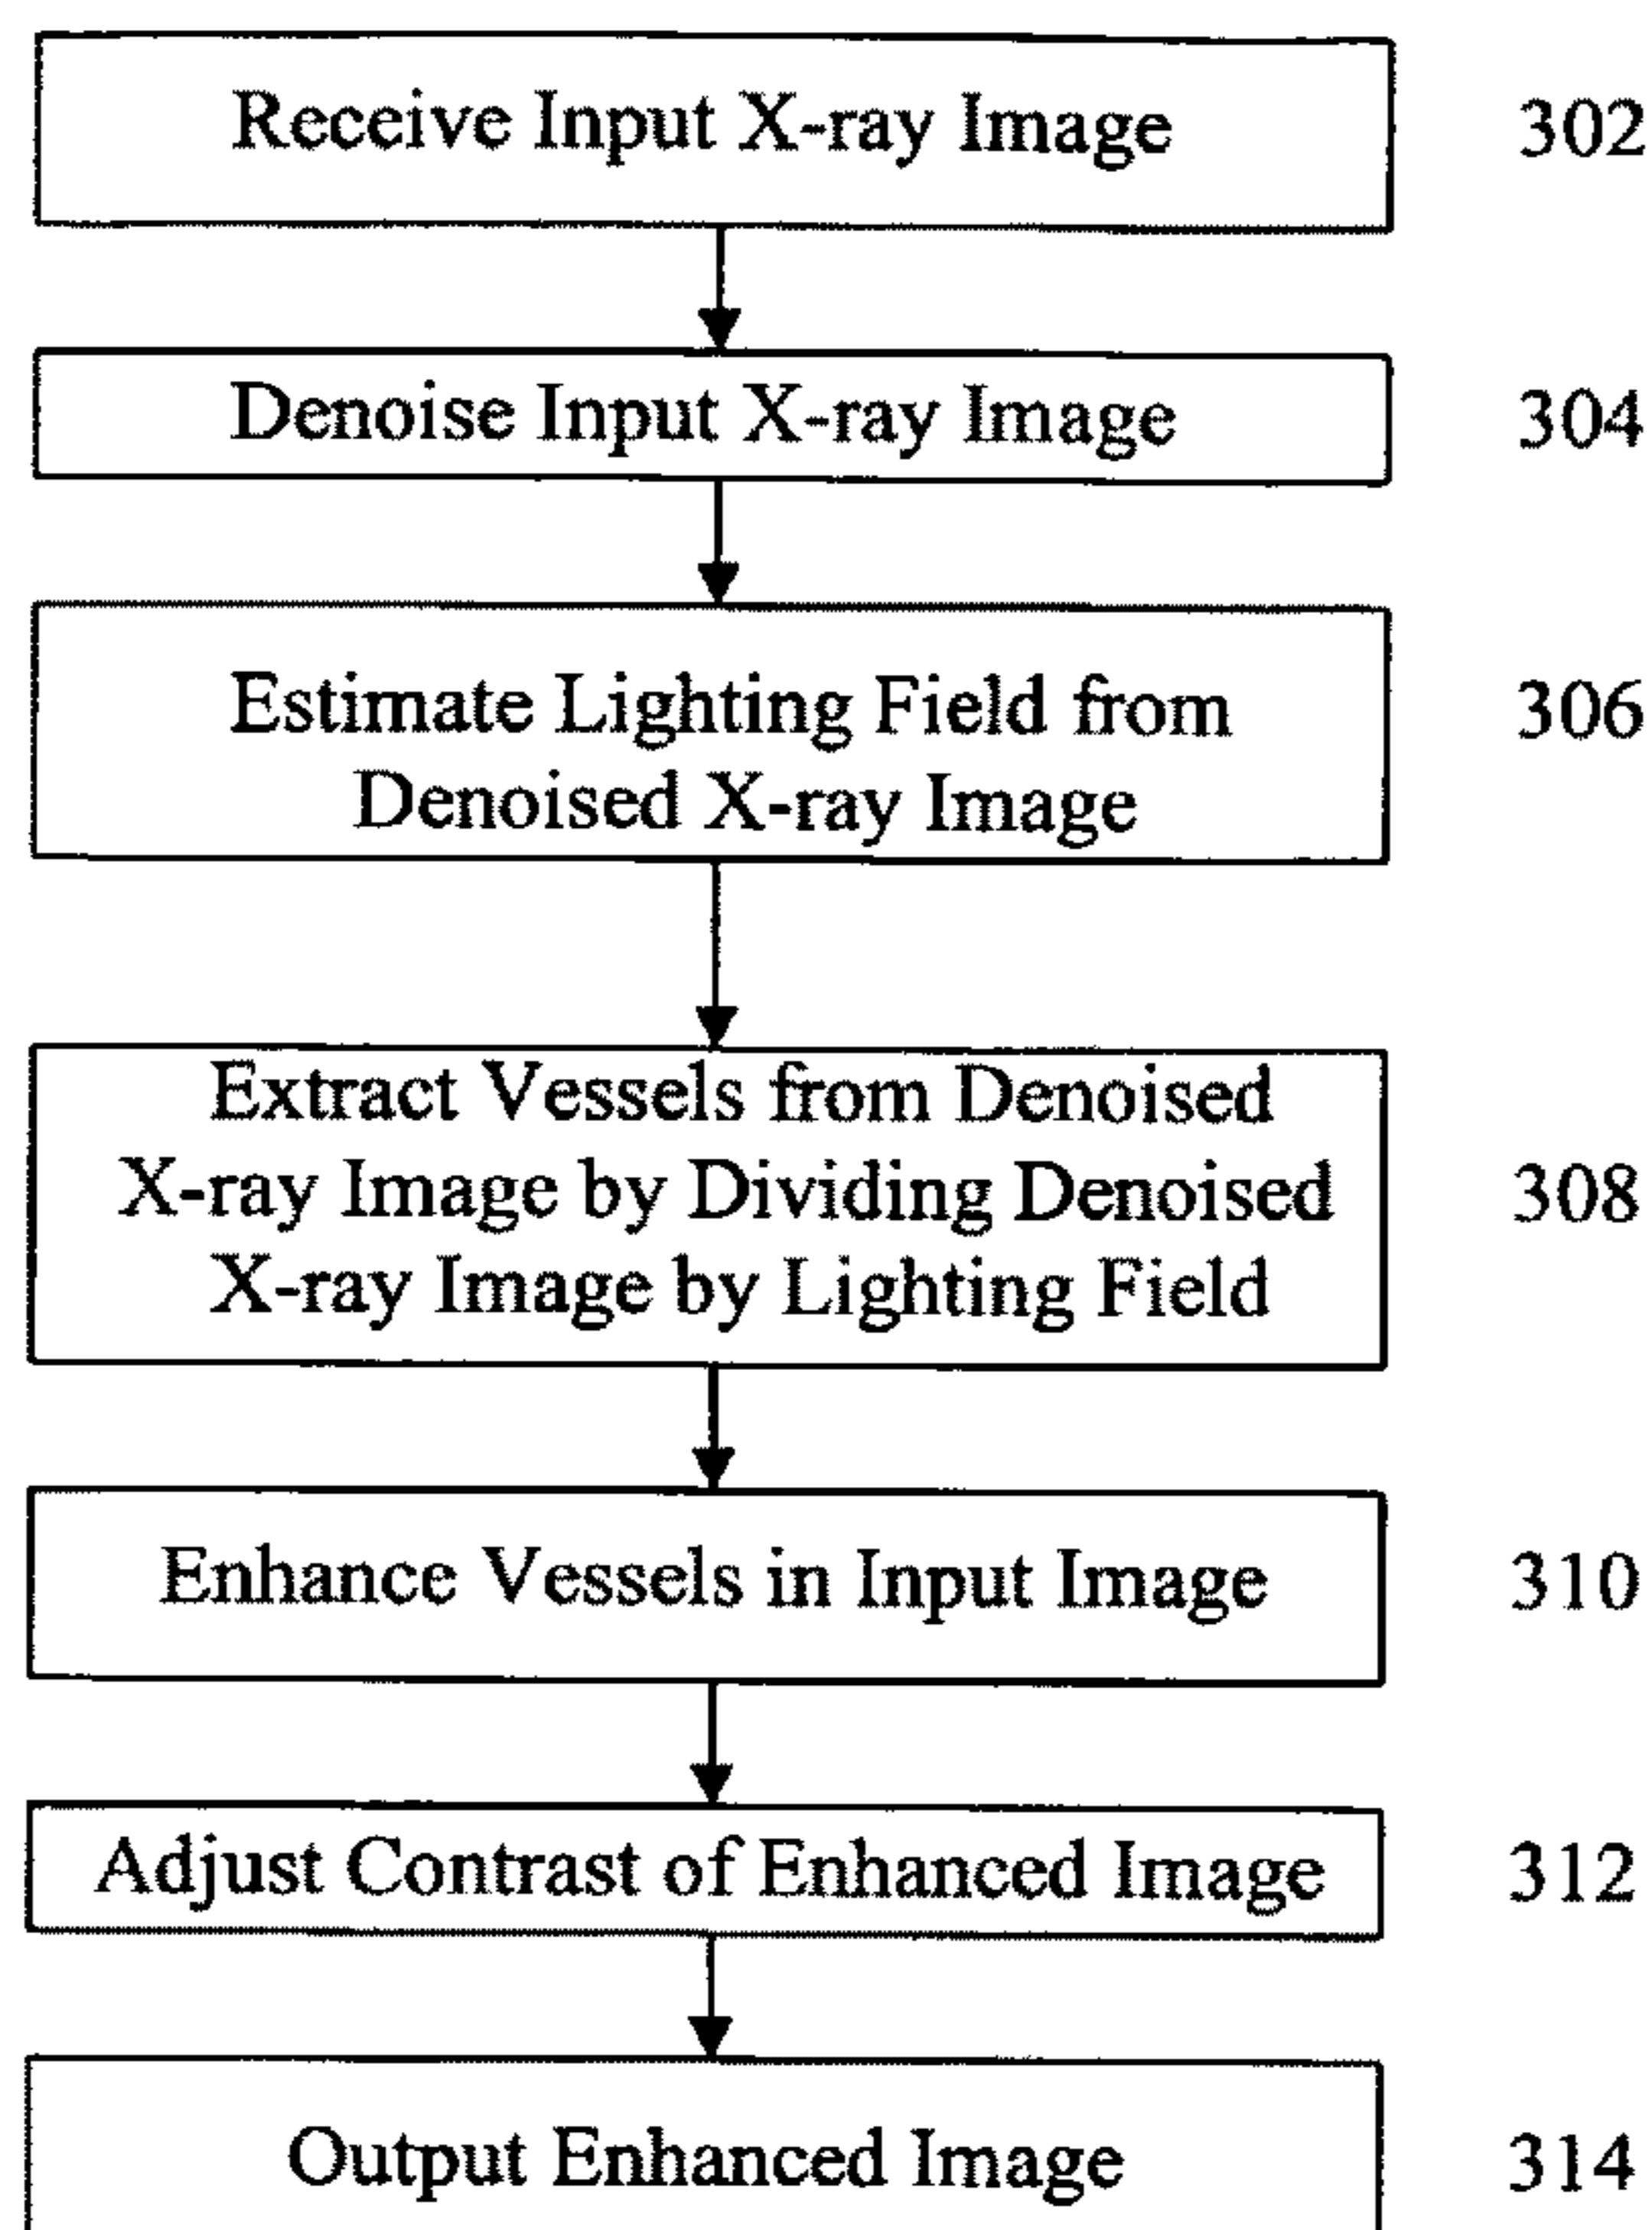 Receive Input X-ray Image
302
Denoise Input X-ray Image
304
Estimate Lighting Field from
Denoised X-ray Image
306
Extract Vessels from Denoised
X-ray Image by Dividing Denoised
X-ray Image by Lighting Field
308
Enhance Vessels in Input Image
310
Adjust Contrast of Enhanced Image
312
Output Enhanced Image
314